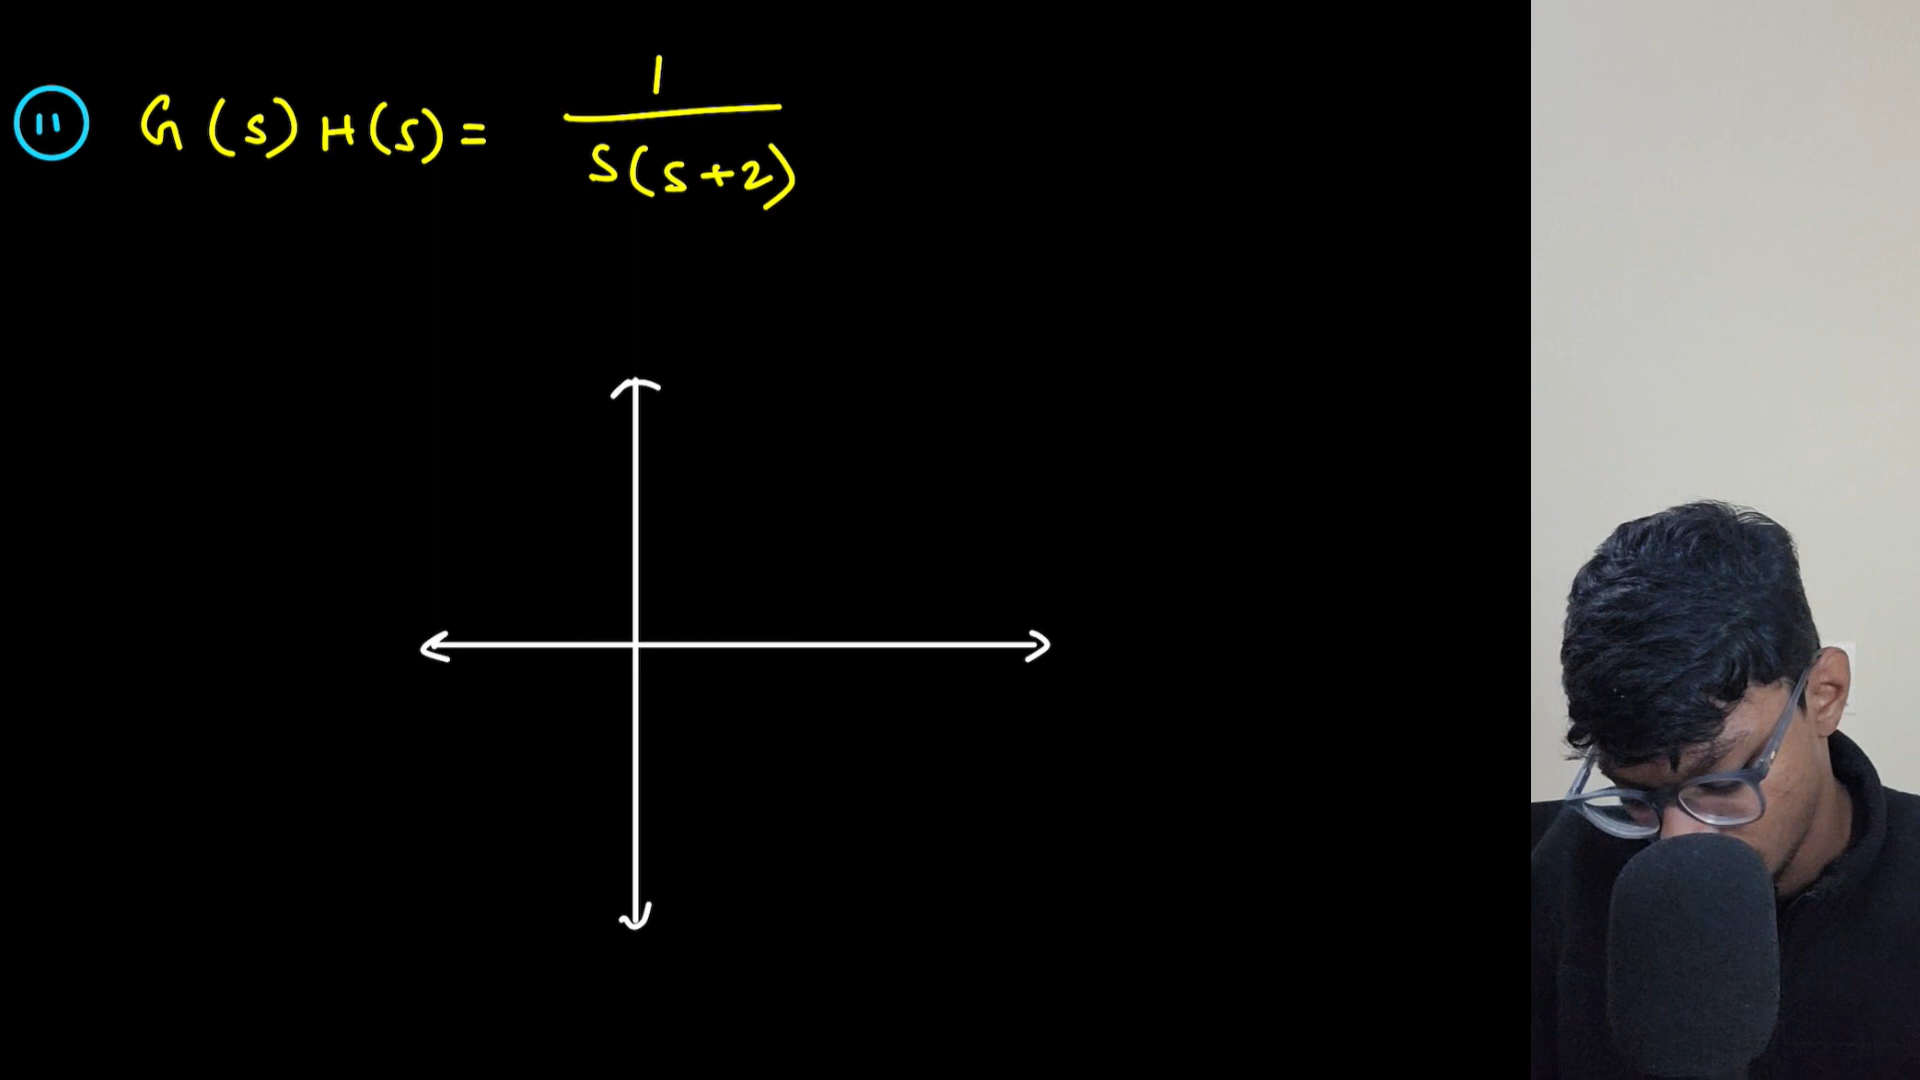 11 G(s)H(s) = 1 / s(s+2)